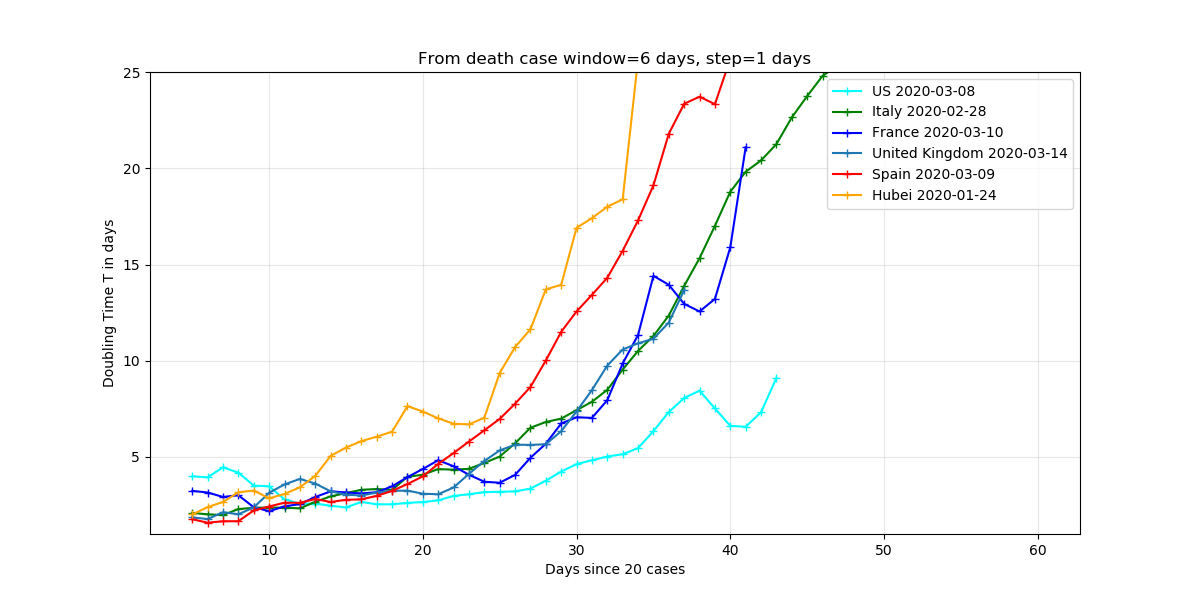 From death case window=6 days, step=1 days
25
20
15
10
5
Doubling Time T in days
US 2020-03-08
Italy 2020-02-28
France 2020-03-10
United Kingdom 2020-03-14
Spain 2020-03-09
Hubei 2020-01-24
10 20 30 40 50 60
Days since 20 cases